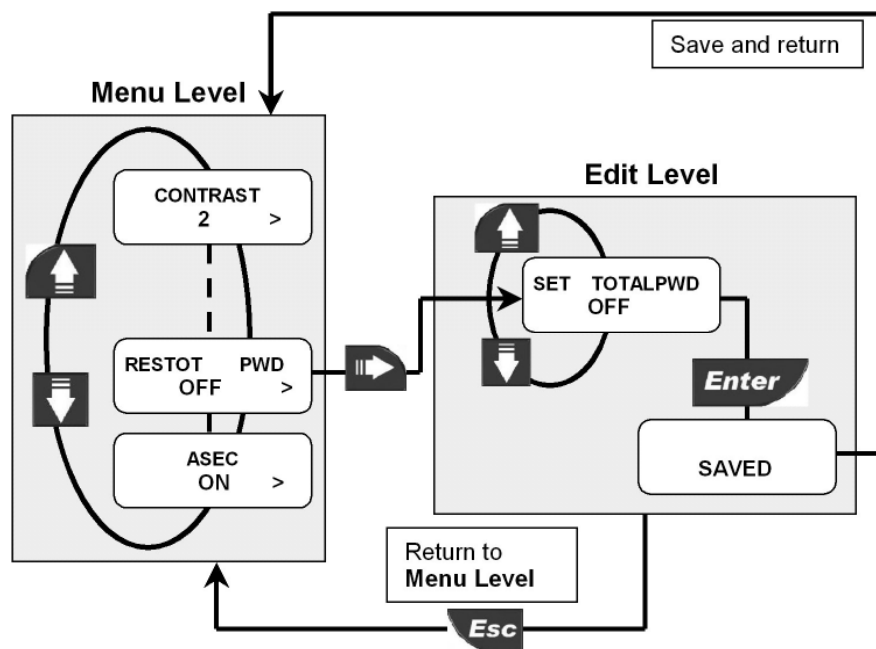 Save and return
Menu Level
CONTRAST
2 >
Edit Level
SET TOTALPWD
OFF
RESTOT PWD
OFF >
Enter
ASEC
ON >
SAVED
Return to
Menu Level
Esc